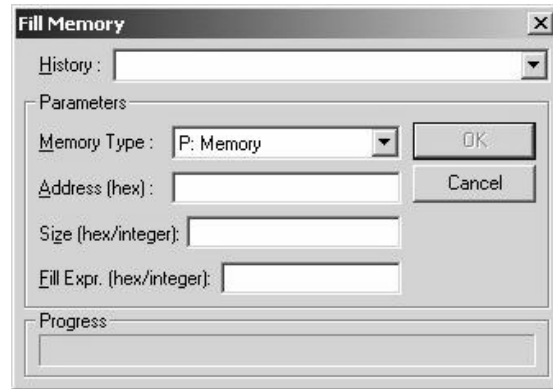 Fill Memory
History :
Parameters
Memory Type : P: Memory OK
Address (hex) : Cancel
Size (hex/integer):
Fill Expr. (hex/integer):
Progress